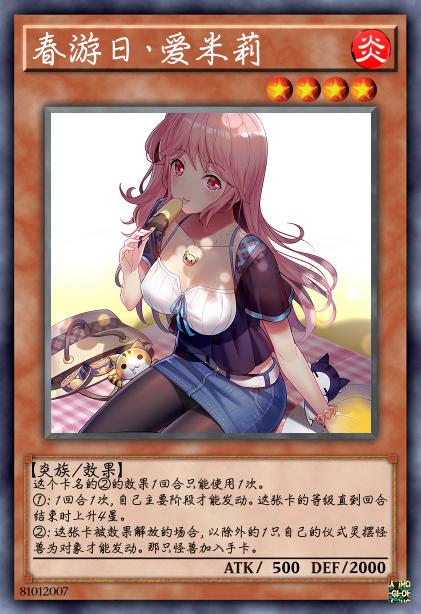 春游日·爱米莉
炎
【炎族/效果】
这个卡名的②的效果1回合只能使用1次。
①：1回合1次，自己主要阶段才能发动。这张卡的等级直到回合
结束时上升4星。
②：这张卡被效果解放的场合，以除外的1只自己的仪式灵摆怪
兽为对象才能发动。那只怪兽加入手卡。
ATK/ 500 DEF/2000
81012007